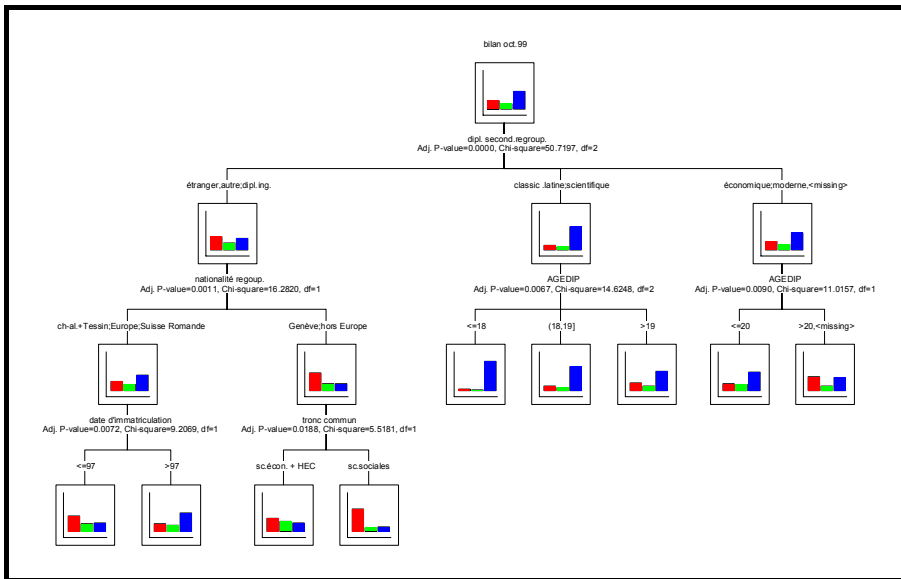 bilan oct.99
dipl. second.regroup.
Adj. P-value=0.0000, Chi-square=50.7197, df=2
étranger,autre;dipl.ing.
classic .latine;scientifique
économique;moderne,<missing>
nationalité regoup.
Adj. P-value=0.0011, Chi-square=16.2820, df=1
AGEDIP
Adj. P-value=0.0067, Chi-square=14.6248, df=2
AGEDIP
Adj. P-value=0.0090, Chi-square=11.0157, df=1
ch-al.+Tessin;Europe;Suisse Romande
Genève;hors Europe
<=18
(18,19]
>19
<=20
>20,<missing>
date d'immatriculation
Adj. P-value=0.0072, Chi-square=9.2069, df=1
tronc commun
Adj. P-value=0.0188, Chi-square=5.5181, df=1
<=97
>97
sc.écon. + HEC
sc.sociales